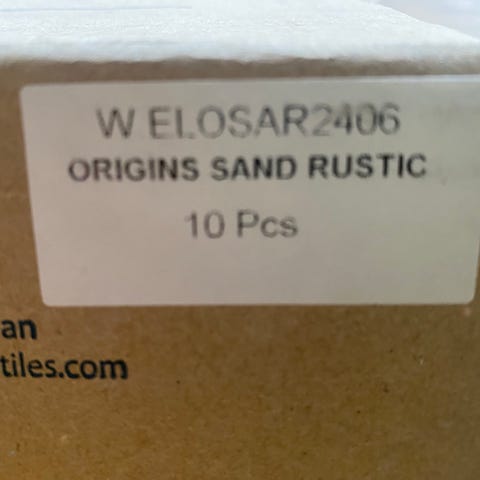 W ELOSAR2406
ORIGINS SAND RUSTIC
10 Pcs
an
tiles.com